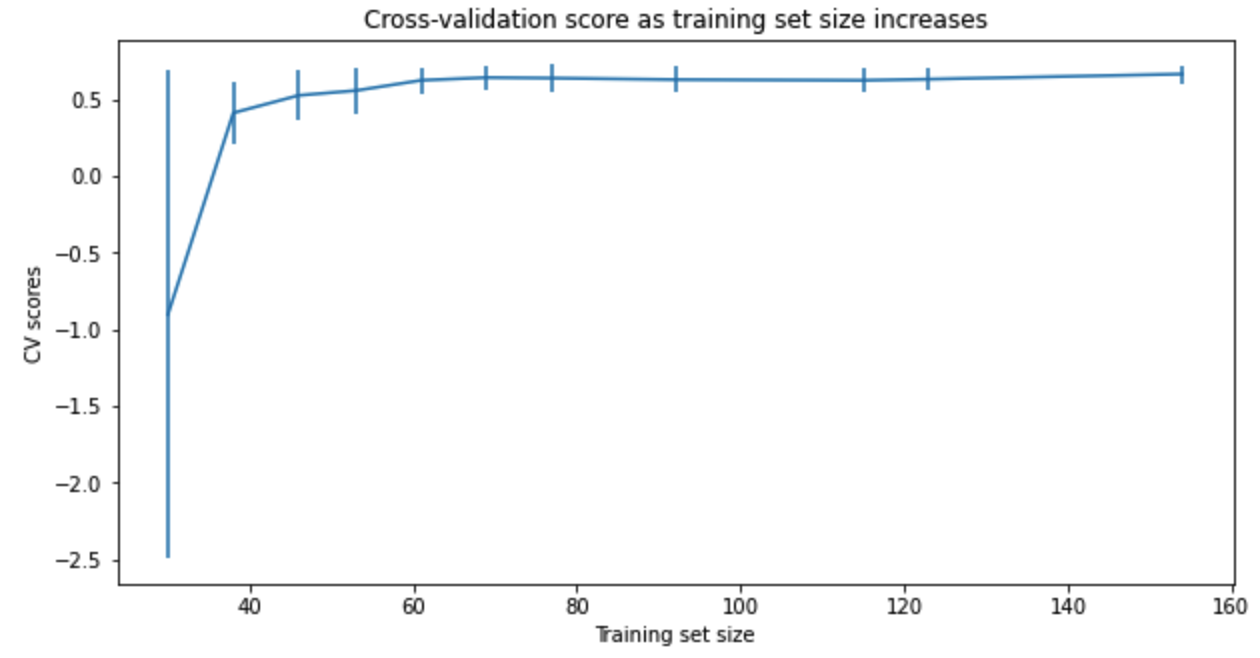 Cross-validation score as training set size increases
CV scores
0.5
0.0
−0.5
−1.0
−1.5
−2.0
−2.5
40 60 80 100 120 140 160
Training set size